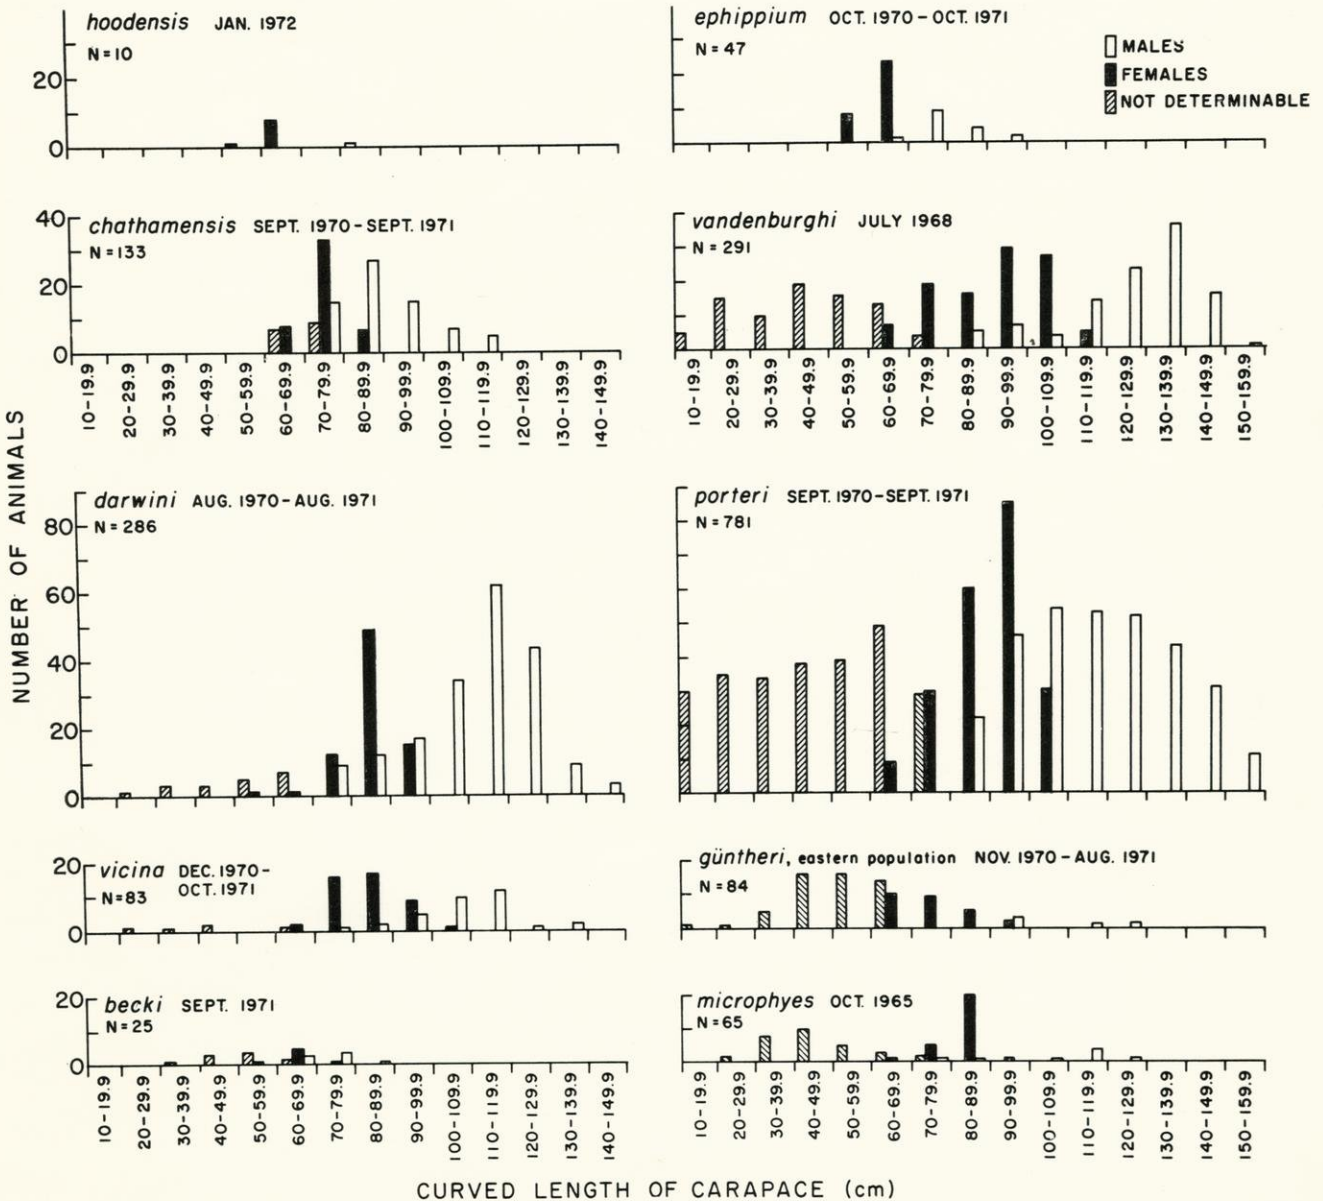 hoodensis JAN. 1972
N=10
20
0
ephippium OCT. 1970-OCT. 1971
N=47
MALES
FEMALES
NOT DETERMINABLE
40
20
0
chathamensis SEPT. 1970-SEPT. 1971
N=133
10-19.9
20-29.9
30-39.9
40-49.9
50-59.9
60-69.9
70-79.9
80-89.9
90-99.9
100-109.9
110-119.9
120-129.9
130-139.9
140-149.9
vandenburghi JULY 1968
N=291
10-19.9
20-29.9
30-39.9
40-49.9
50-59.9
60-69.9
70-79.9
80-89.9
90-99.9
100-109.9
110-119.9
120-129.9
130-139.9
140-149.9
150-159.9
NUMBER OF ANIMALS
darwini AUG. 1970-AUG. 1971
N=286
80
60
40
20
0
porteri SEPT. 1970-SEPT. 1971
N=781
20
0
vicina DEC. 1970-
OCT. 1971
N=83
güntheri, eastern population NOV. 1970-AUG. 1971
N=84
20
0
becki SEPT. 1971
N=25
10-19.9
20-29.9
30-39.9
40-49.9
50-59.9
60-69.9
70-79.9
80-89.9
90-99.9
100-109.9
110-119.9
120-129.9
130-139.9
140-149.9
microphyes OCT. 1965
N=65
10-19.9
20-29.9
30-39.9
40-49.9
50-59.9
60-69.9
70-79.9
80-89.9
90-99.9
100-109.9
110-119.9
120-129.9
130-139.9
140-149.9
150-159.9
CURVED LENGTH OF CARAPACE (cm)